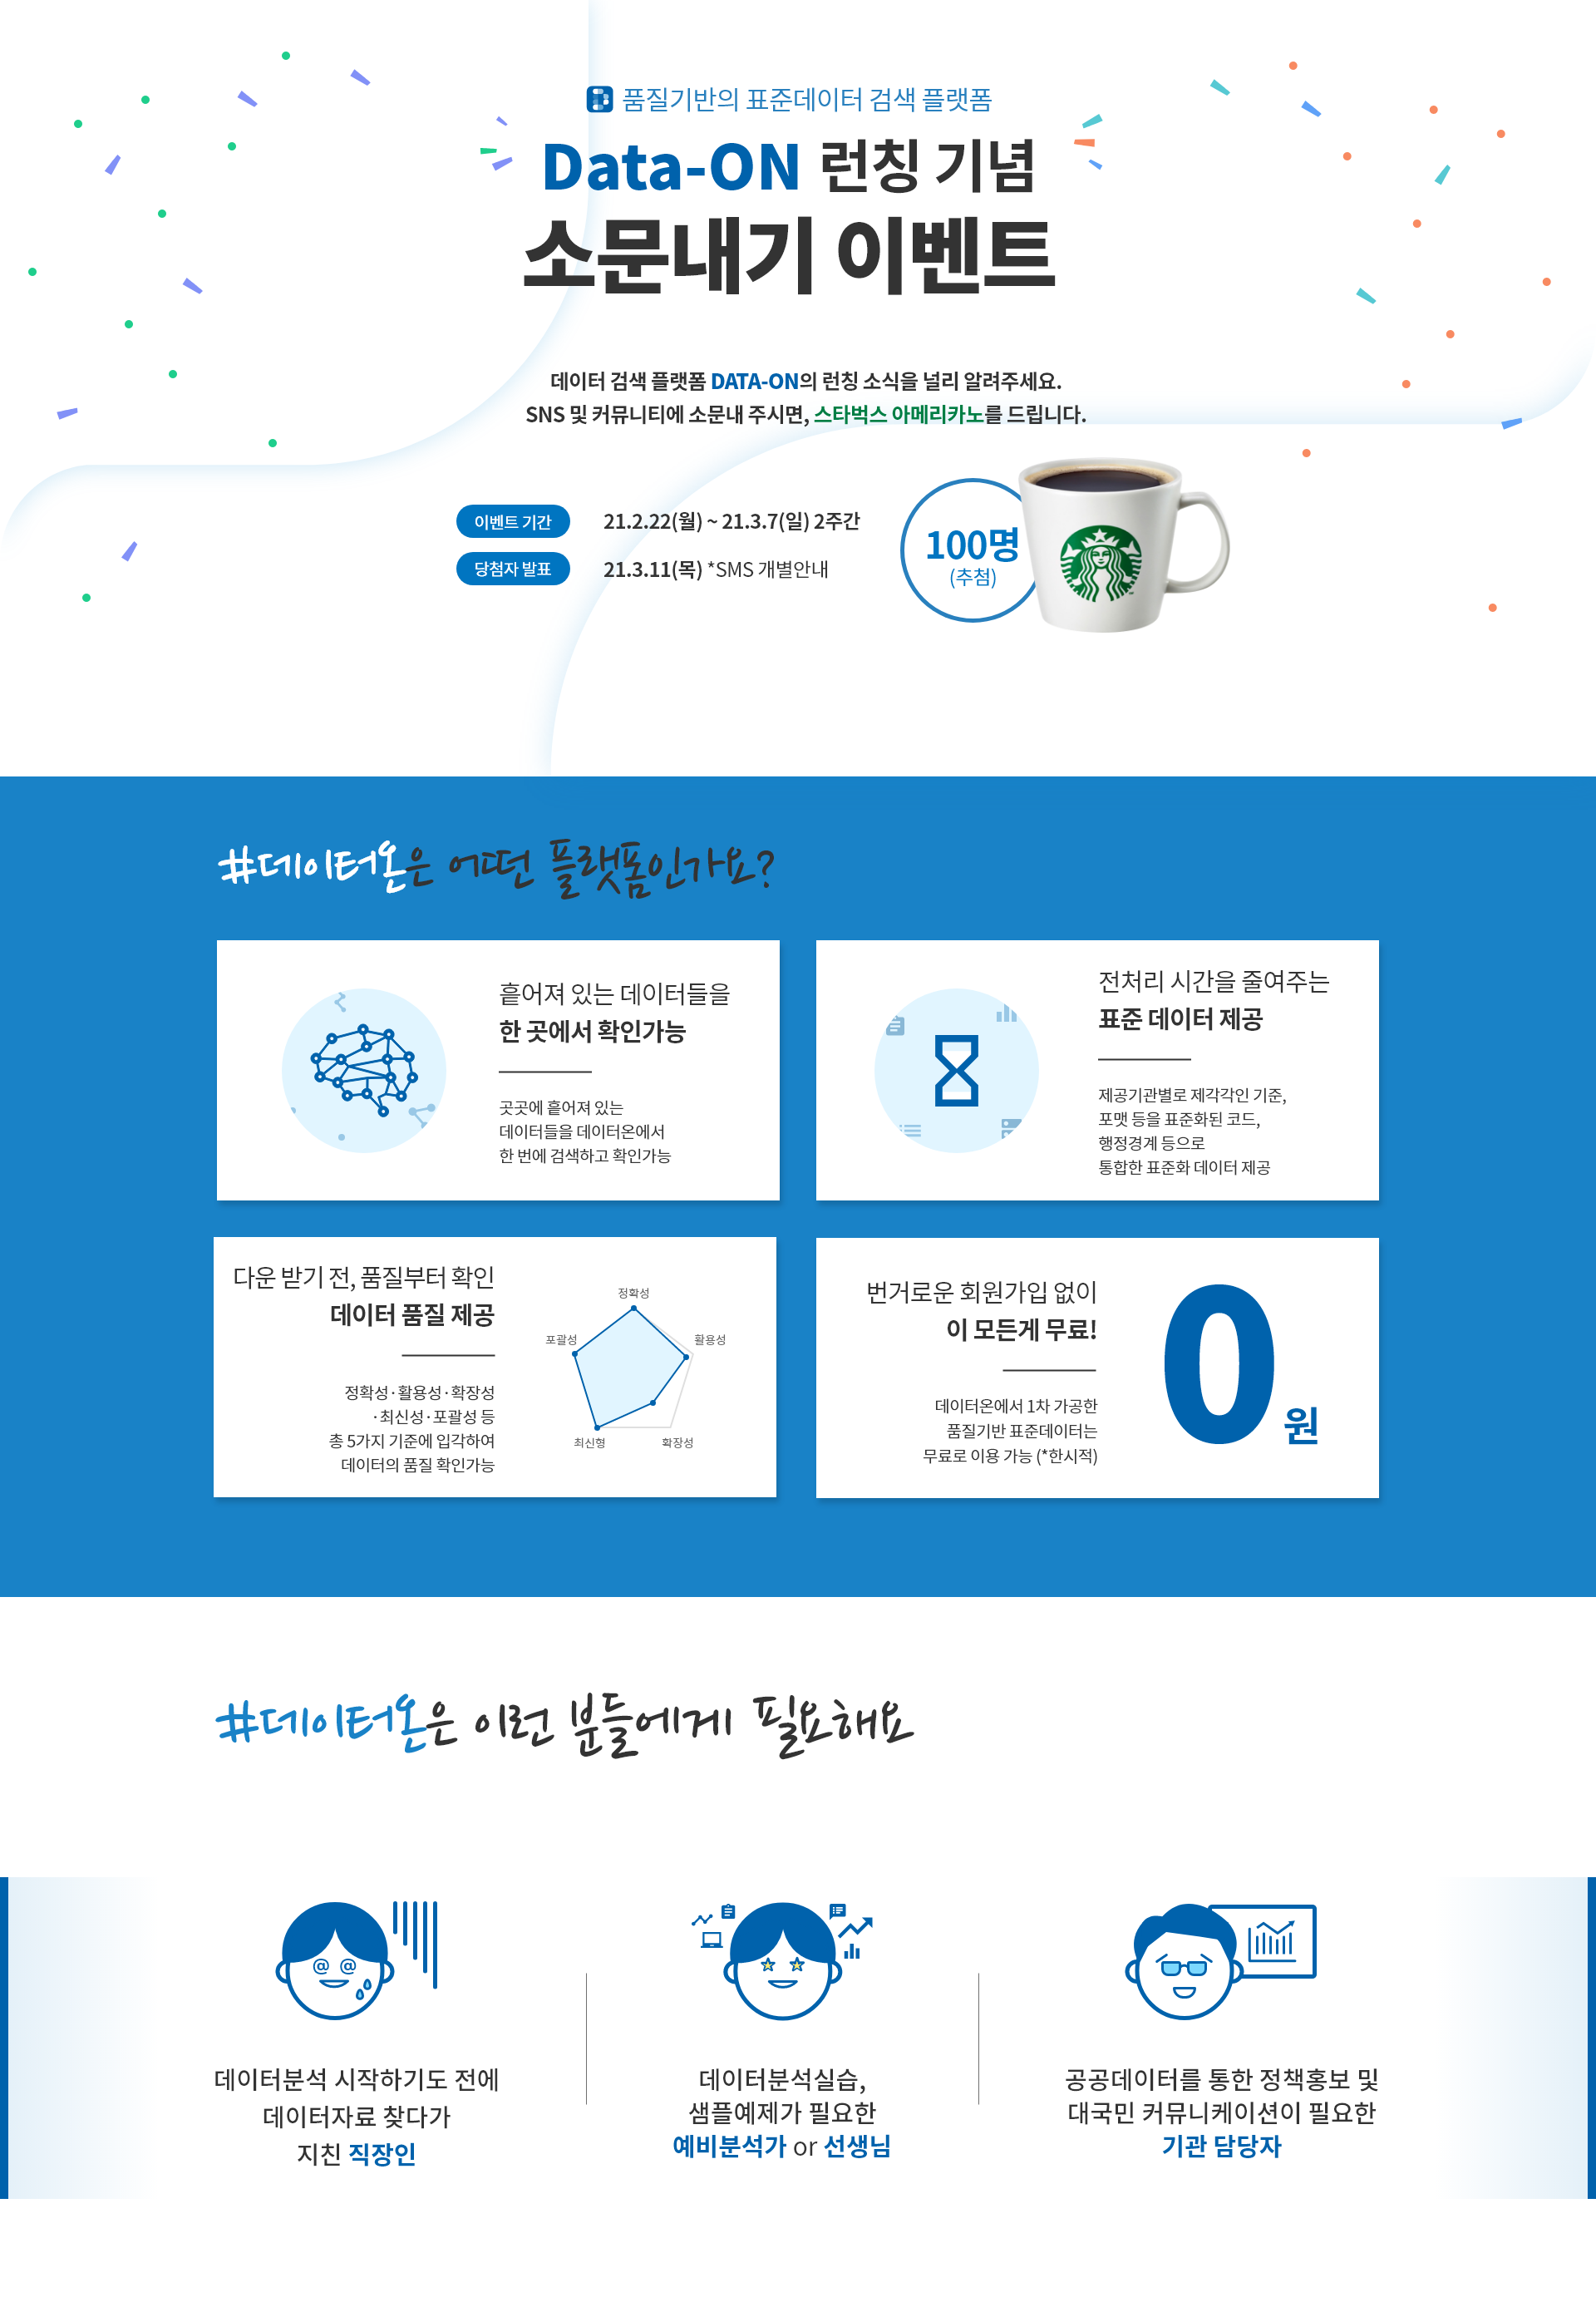 품질기반의 표준데이터 검색 플랫폼
Data-ON 런칭 기념
소문내기 이벤트
데이터 검색 플랫폼 DATA-ON의 런칭 소식을 널리 알려주세요.
SNS 및 커뮤니티에 소문내 주시면, 스타벅스 아메리카노를 드립니다.
이벤트 기간 21.2.22(월) ~ 21.3.7(일) 2주간
당첨자 발표 21.3.11(목) *SMS 개별안내
100명
(추첨)
#데이터온은 어떤 플랫폼인가요?
흩어져 있는 데이터들을
한 곳에서 확인가능
곳곳에 흩어져 있는
데이터들을 데이터온에서
한 번에 검색하고 확인가능
전처리 시간을 줄여주는
표준 데이터 제공
제공기관별로 제각각인 기준,
포맷 등을 표준화된 코드,
행정경계 등으로
통합한 표준화 데이터 제공
다운 받기 전, 품질부터 확인
데이터 품질 제공
정확성·활용성·확장성
·최신성·포괄성 등
총 5가지 기준에 입각하여
데이터의 품질 확인가능
정확성
포괄성
활용성
최신형
확장성
번거로운 회원가입 없이
이 모든게 무료!
데이터온에서 1차 가공한
품질기반 표준데이터는
무료로 이용 가능 (*한시적)
0원
#데이터온은 이런 분들에게 필요해요
@ @
데이터분석 시작하기도 전에
데이터자료 찾다가
지친 직장인
데이터분석실습,
샘플예제가 필요한
예비분석가 or 선생님
공공데이터를 통한 정책홍보 및
대국민 커뮤니케이션이 필요한
기관 담당자